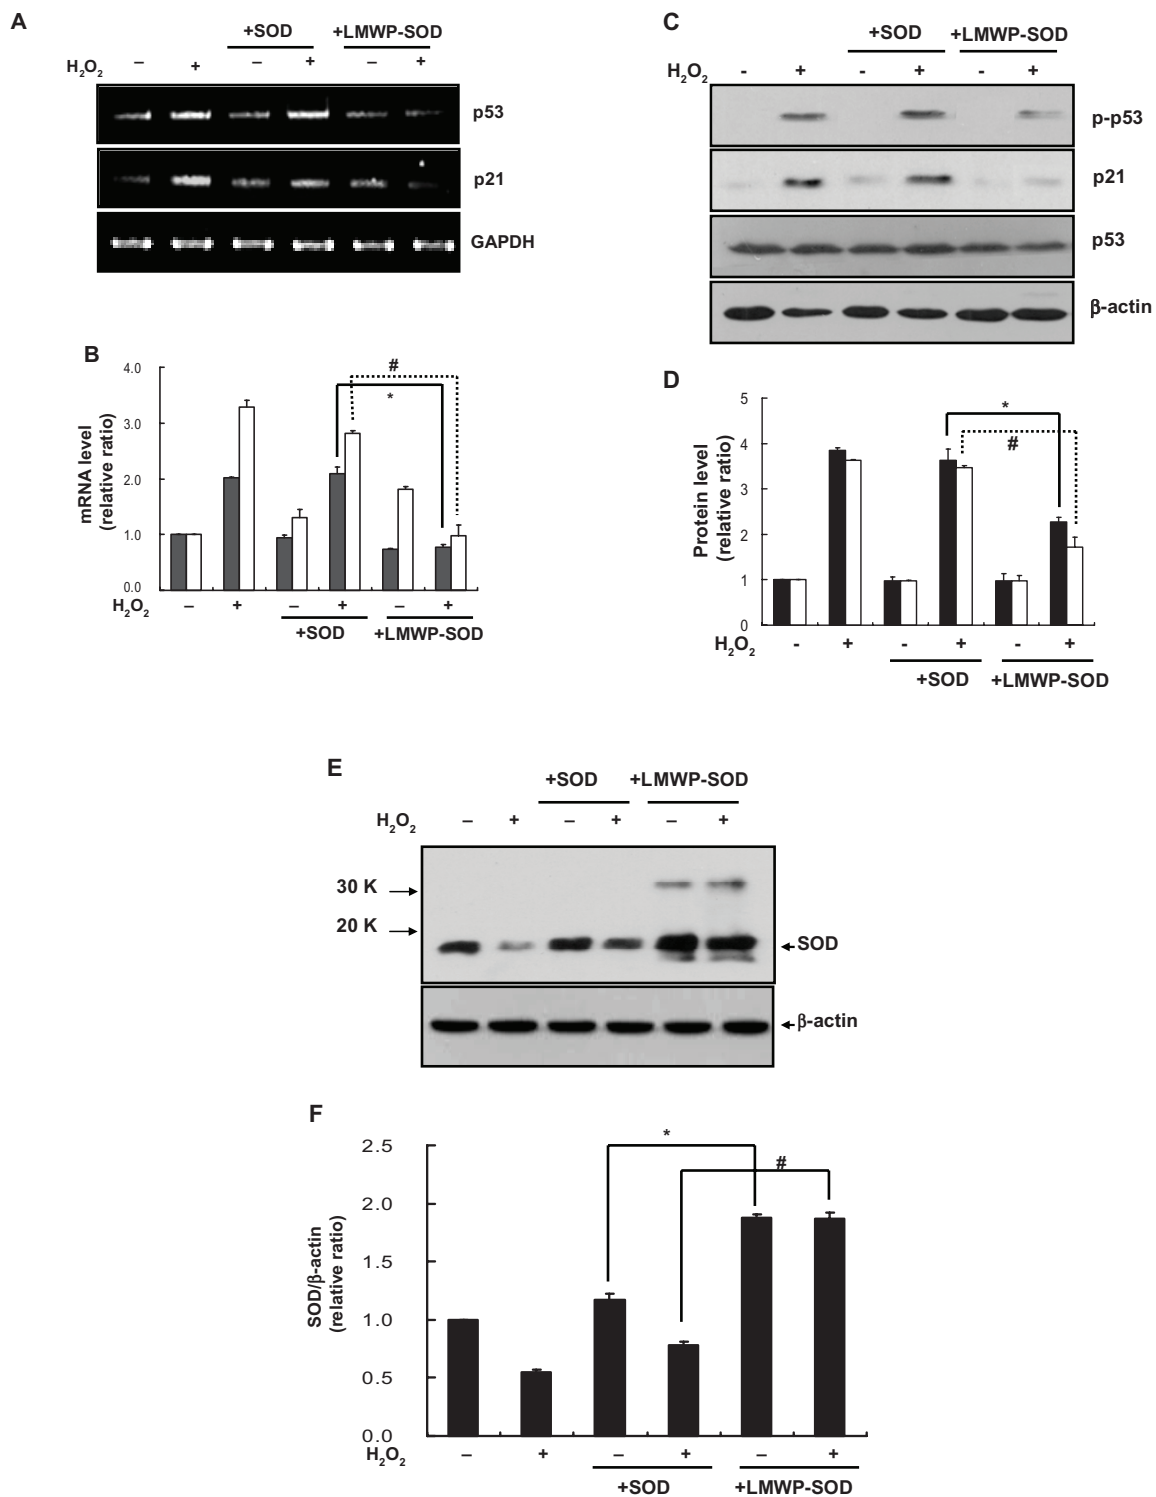 A
+SOD +LMWP-SOD
H2O2 – + – + – +
p53
p21
GAPDH
B
4.0
3.0
2.0
1.0
0.0
mRNA level
(relative ratio)
#
*
H2O2 – + – + – +
+SOD +LMWP-SOD
C
+SOD +LMWP-SOD
H2O2 - + - + - +
p-p53
p21
p53
β-actin
D
5
4
3
2
1
0
Protein level
(relative ratio)
*
#
H2O2 - + - + - +
+SOD +LMWP-SOD
E
+SOD +LMWP-SOD
H2O2 – + – + – +
30 K
20 K
SOD
β-actin
F
2.5
2.0
1.5
1.0
0.5
0.0
SOD/β-actin
(relative ratio)
*
#
H2O2 – + – + – +
+SOD +LMWP-SOD